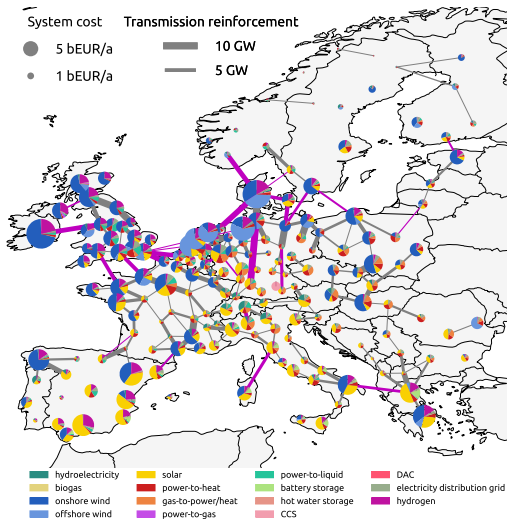 System cost
Transmission reinforcement
5 bEUR/a
10 GW
1 bEUR/a
5 GW
hydroelectricity
biogas
onshore wind
offshore wind
solar
power-to-heat
gas-to-power/heat
power-to-gas
power-to-liquid
battery storage
hot water storage
CCS
DAC
electricity distribution grid
hydrogen